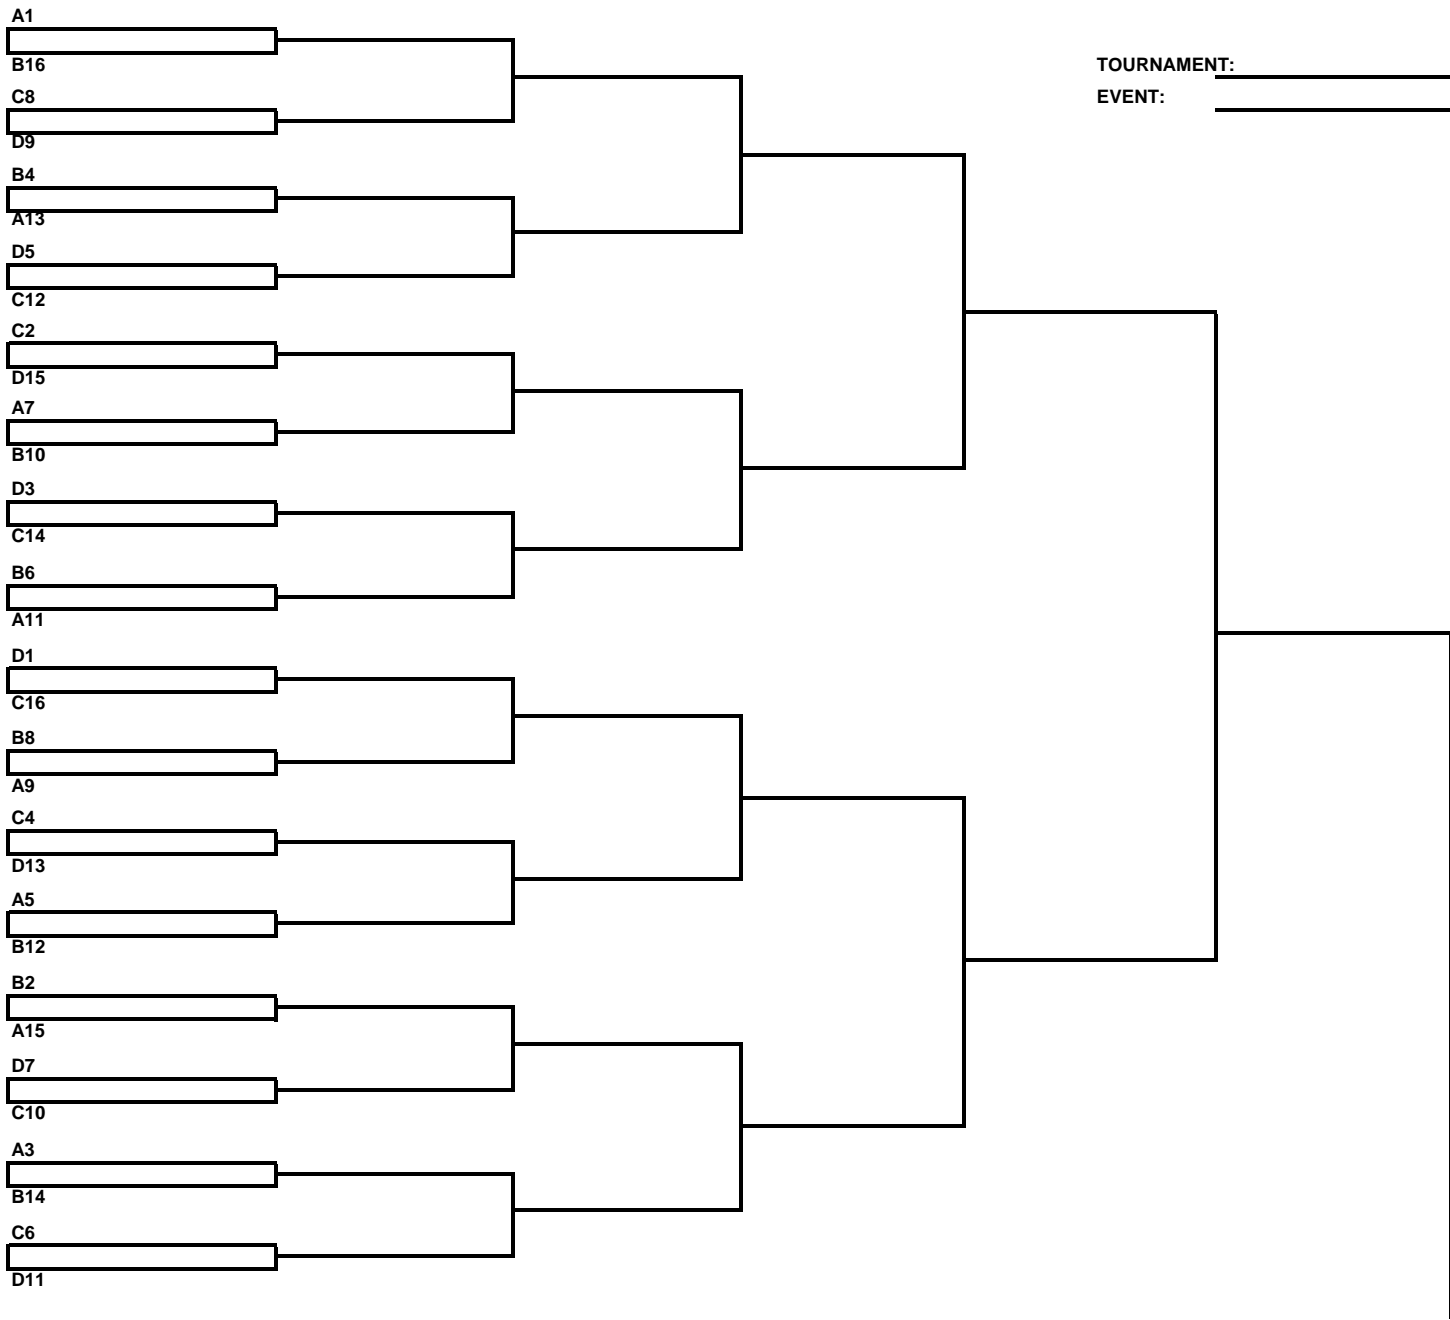 A1
B16
TOURNAMENT:
EVENT:
C8
D9
B4
A13
D5
C12
C2
D15
A7
B10
D3
C14
B6
A11
D1
C16
B8
A9
C4
D13
A5
B12
B2
A15
D7
C10
A3
B14
C6
D11